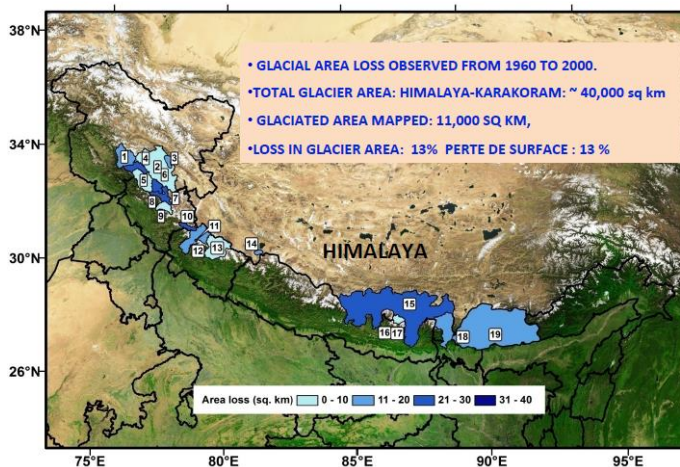 38°N
• GLACIAL AREA LOSS OBSERVED FROM 1960 TO 2000.
•TOTAL GLACIER AREA: HIMALAYA-KARAKORAM: ~ 40,000 sq km
• GLACIATED AREA MAPPED: 11,000 SQ KM,
•LOSS IN GLACIER AREA: 13% PERTE DE SURFACE : 13 %
34°N
1
4
3
2
5
6
7
8
9
10
11
12
13
14
30°N
HIMALAYA
15
16
17
18
19
26°N
Area loss (sq. km) 0 - 10 11 - 20 21 - 30 31 - 40
75°E 80°E 85°E 90°E 95°E